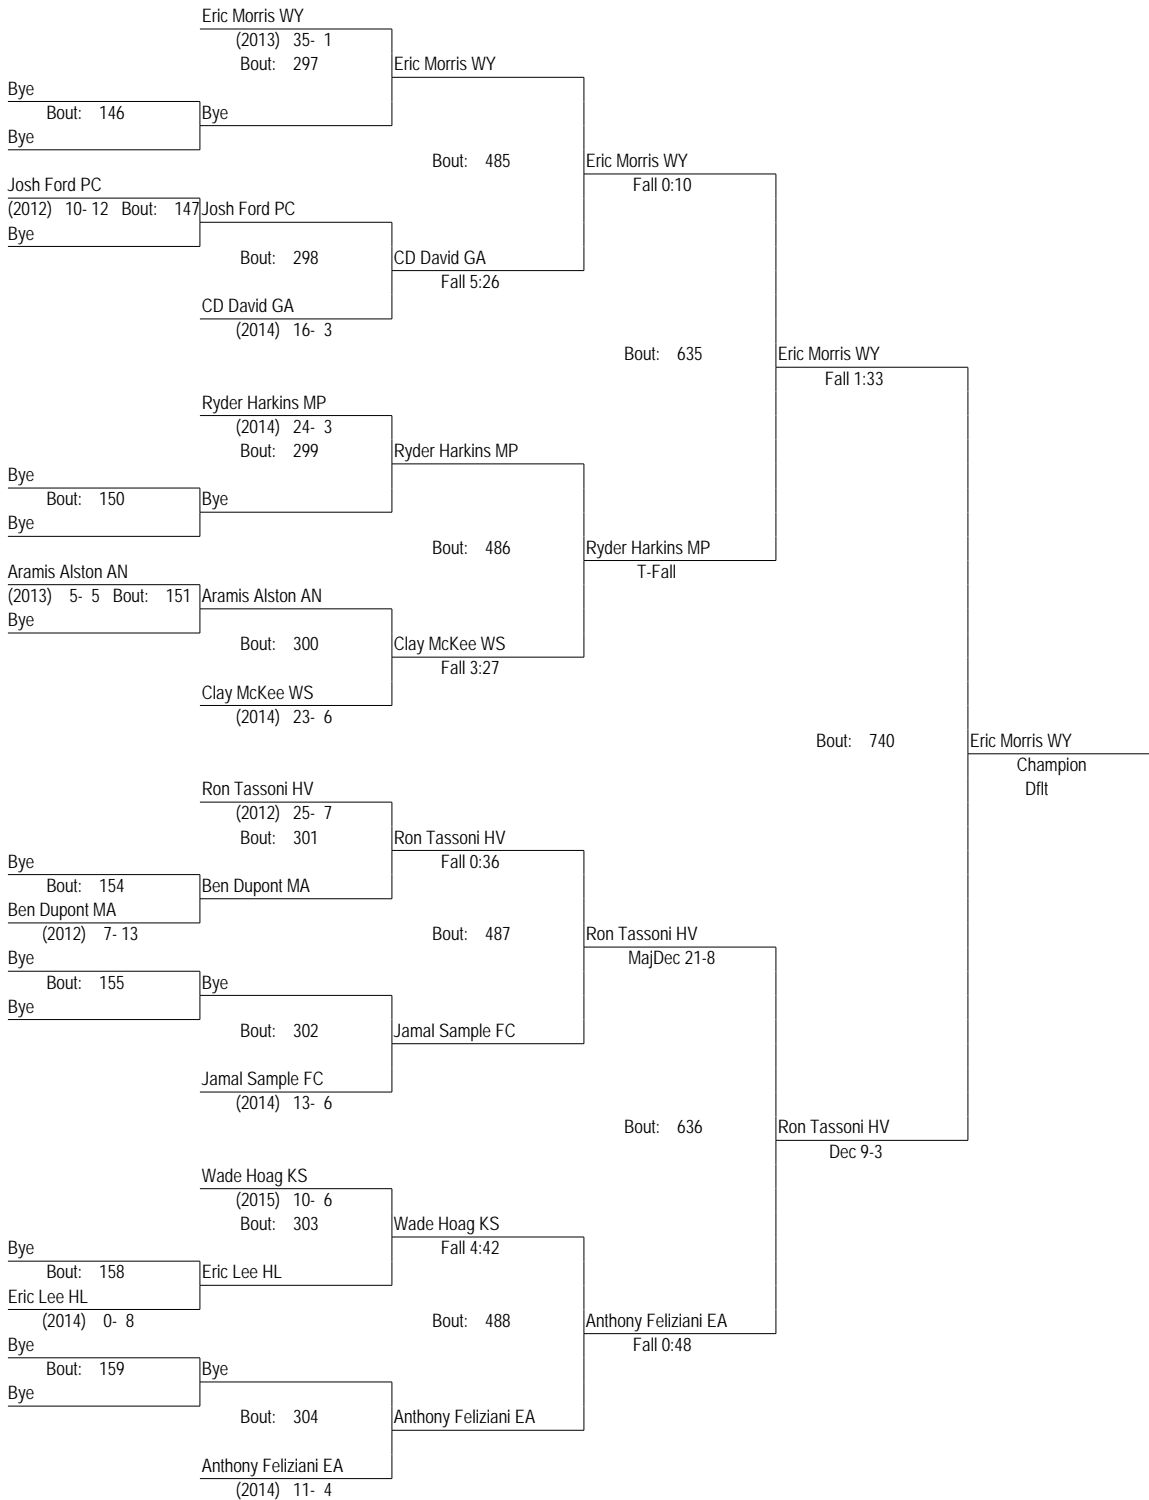 Eric Morris WY
(2013) 35- 1
Bout: 297
Eric Morris WY
Bye
Bout: 146
Bye
Bye
Bout: 485
Eric Morris WY
Fall 0:10
Josh Ford PC
(2012) 10- 12 Bout: 147
Josh Ford PC
Bye
Bout: 298
CD David GA
Fall 5:26
CD David GA
(2014) 16- 3
Bout: 635
Eric Morris WY
Fall 1:33
Ryder Harkins MP
(2014) 24- 3
Bout: 299
Ryder Harkins MP
Bye
Bout: 150
Bye
Bye
Bout: 486
Ryder Harkins MP
T-Fall
Aramis Alston AN
(2013) 5- 5 Bout: 151
Aramis Alston AN
Bye
Bout: 300
Clay McKee WS
Fall 3:27
Clay McKee WS
(2014) 23- 6
Bout: 740
Eric Morris WY
Champion
Dflt
Ron Tassoni HV
(2012) 25- 7
Bout: 301
Ron Tassoni HV
Fall 0:36
Bye
Bout: 154
Ben Dupont MA
Ben Dupont MA
(2012) 7- 13
Bout: 487
Ron Tassoni HV
MajDec 21-8
Bye
Bout: 155
Bye
Bye
Bout: 302
Jamal Sample FC
Jamal Sample FC
(2014) 13- 6
Bout: 636
Ron Tassoni HV
Dec 9-3
Wade Hoag KS
(2015) 10- 6
Bout: 303
Wade Hoag KS
Fall 4:42
Bye
Bout: 158
Eric Lee HL
Eric Lee HL
(2014) 0- 8
Bout: 488
Anthony Feliziani EA
Fall 0:48
Bye
Bout: 159
Bye
Bye
Bout: 304
Anthony Feliziani EA
Anthony Feliziani EA
(2014) 11- 4